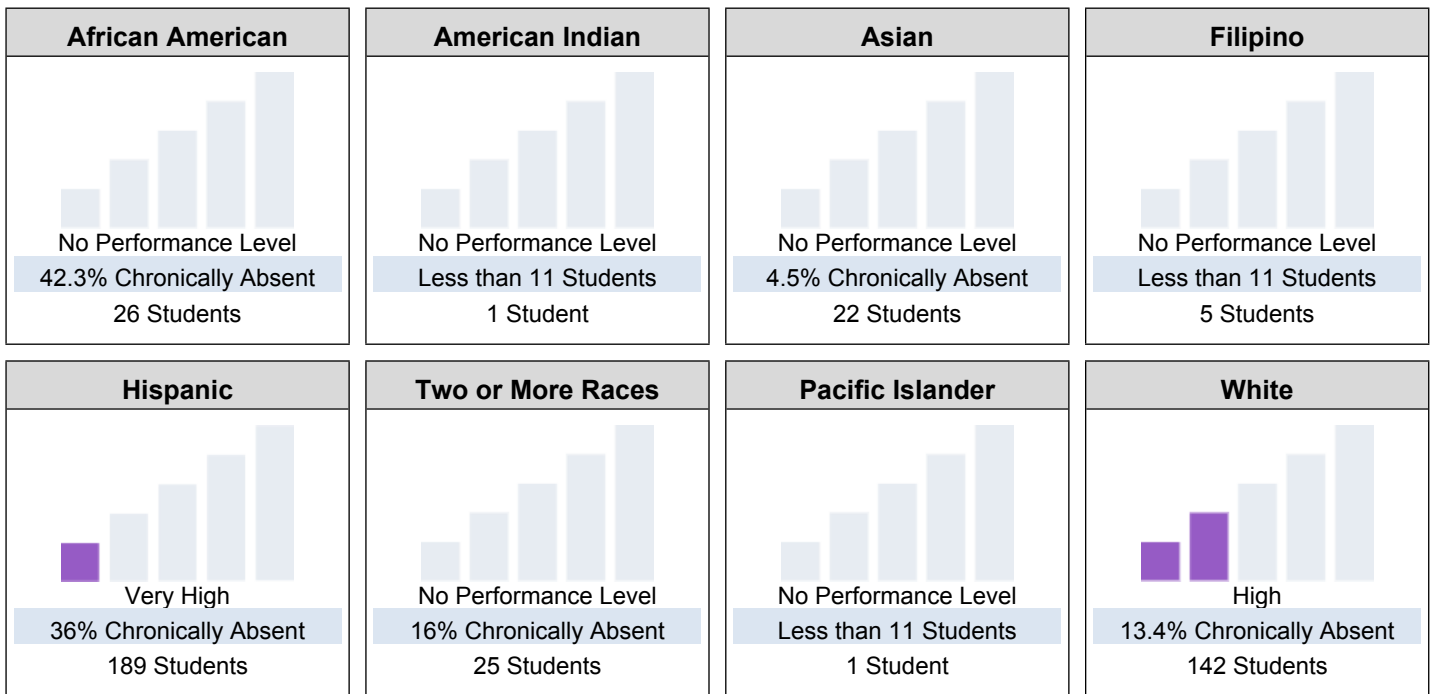 African American
No Performance Level
42.3% Chronically Absent
26 Students
American Indian
No Performance Level
Less than 11 Students
1 Student
Asian
No Performance Level
4.5% Chronically Absent
22 Students
Filipino
No Performance Level
Less than 11 Students
5 Students
Hispanic
Very High
36% Chronically Absent
189 Students
Two or More Races
No Performance Level
16% Chronically Absent
25 Students
Pacific Islander
No Performance Level
Less than 11 Students
1 Student
White
High
13.4% Chronically Absent
142 Students